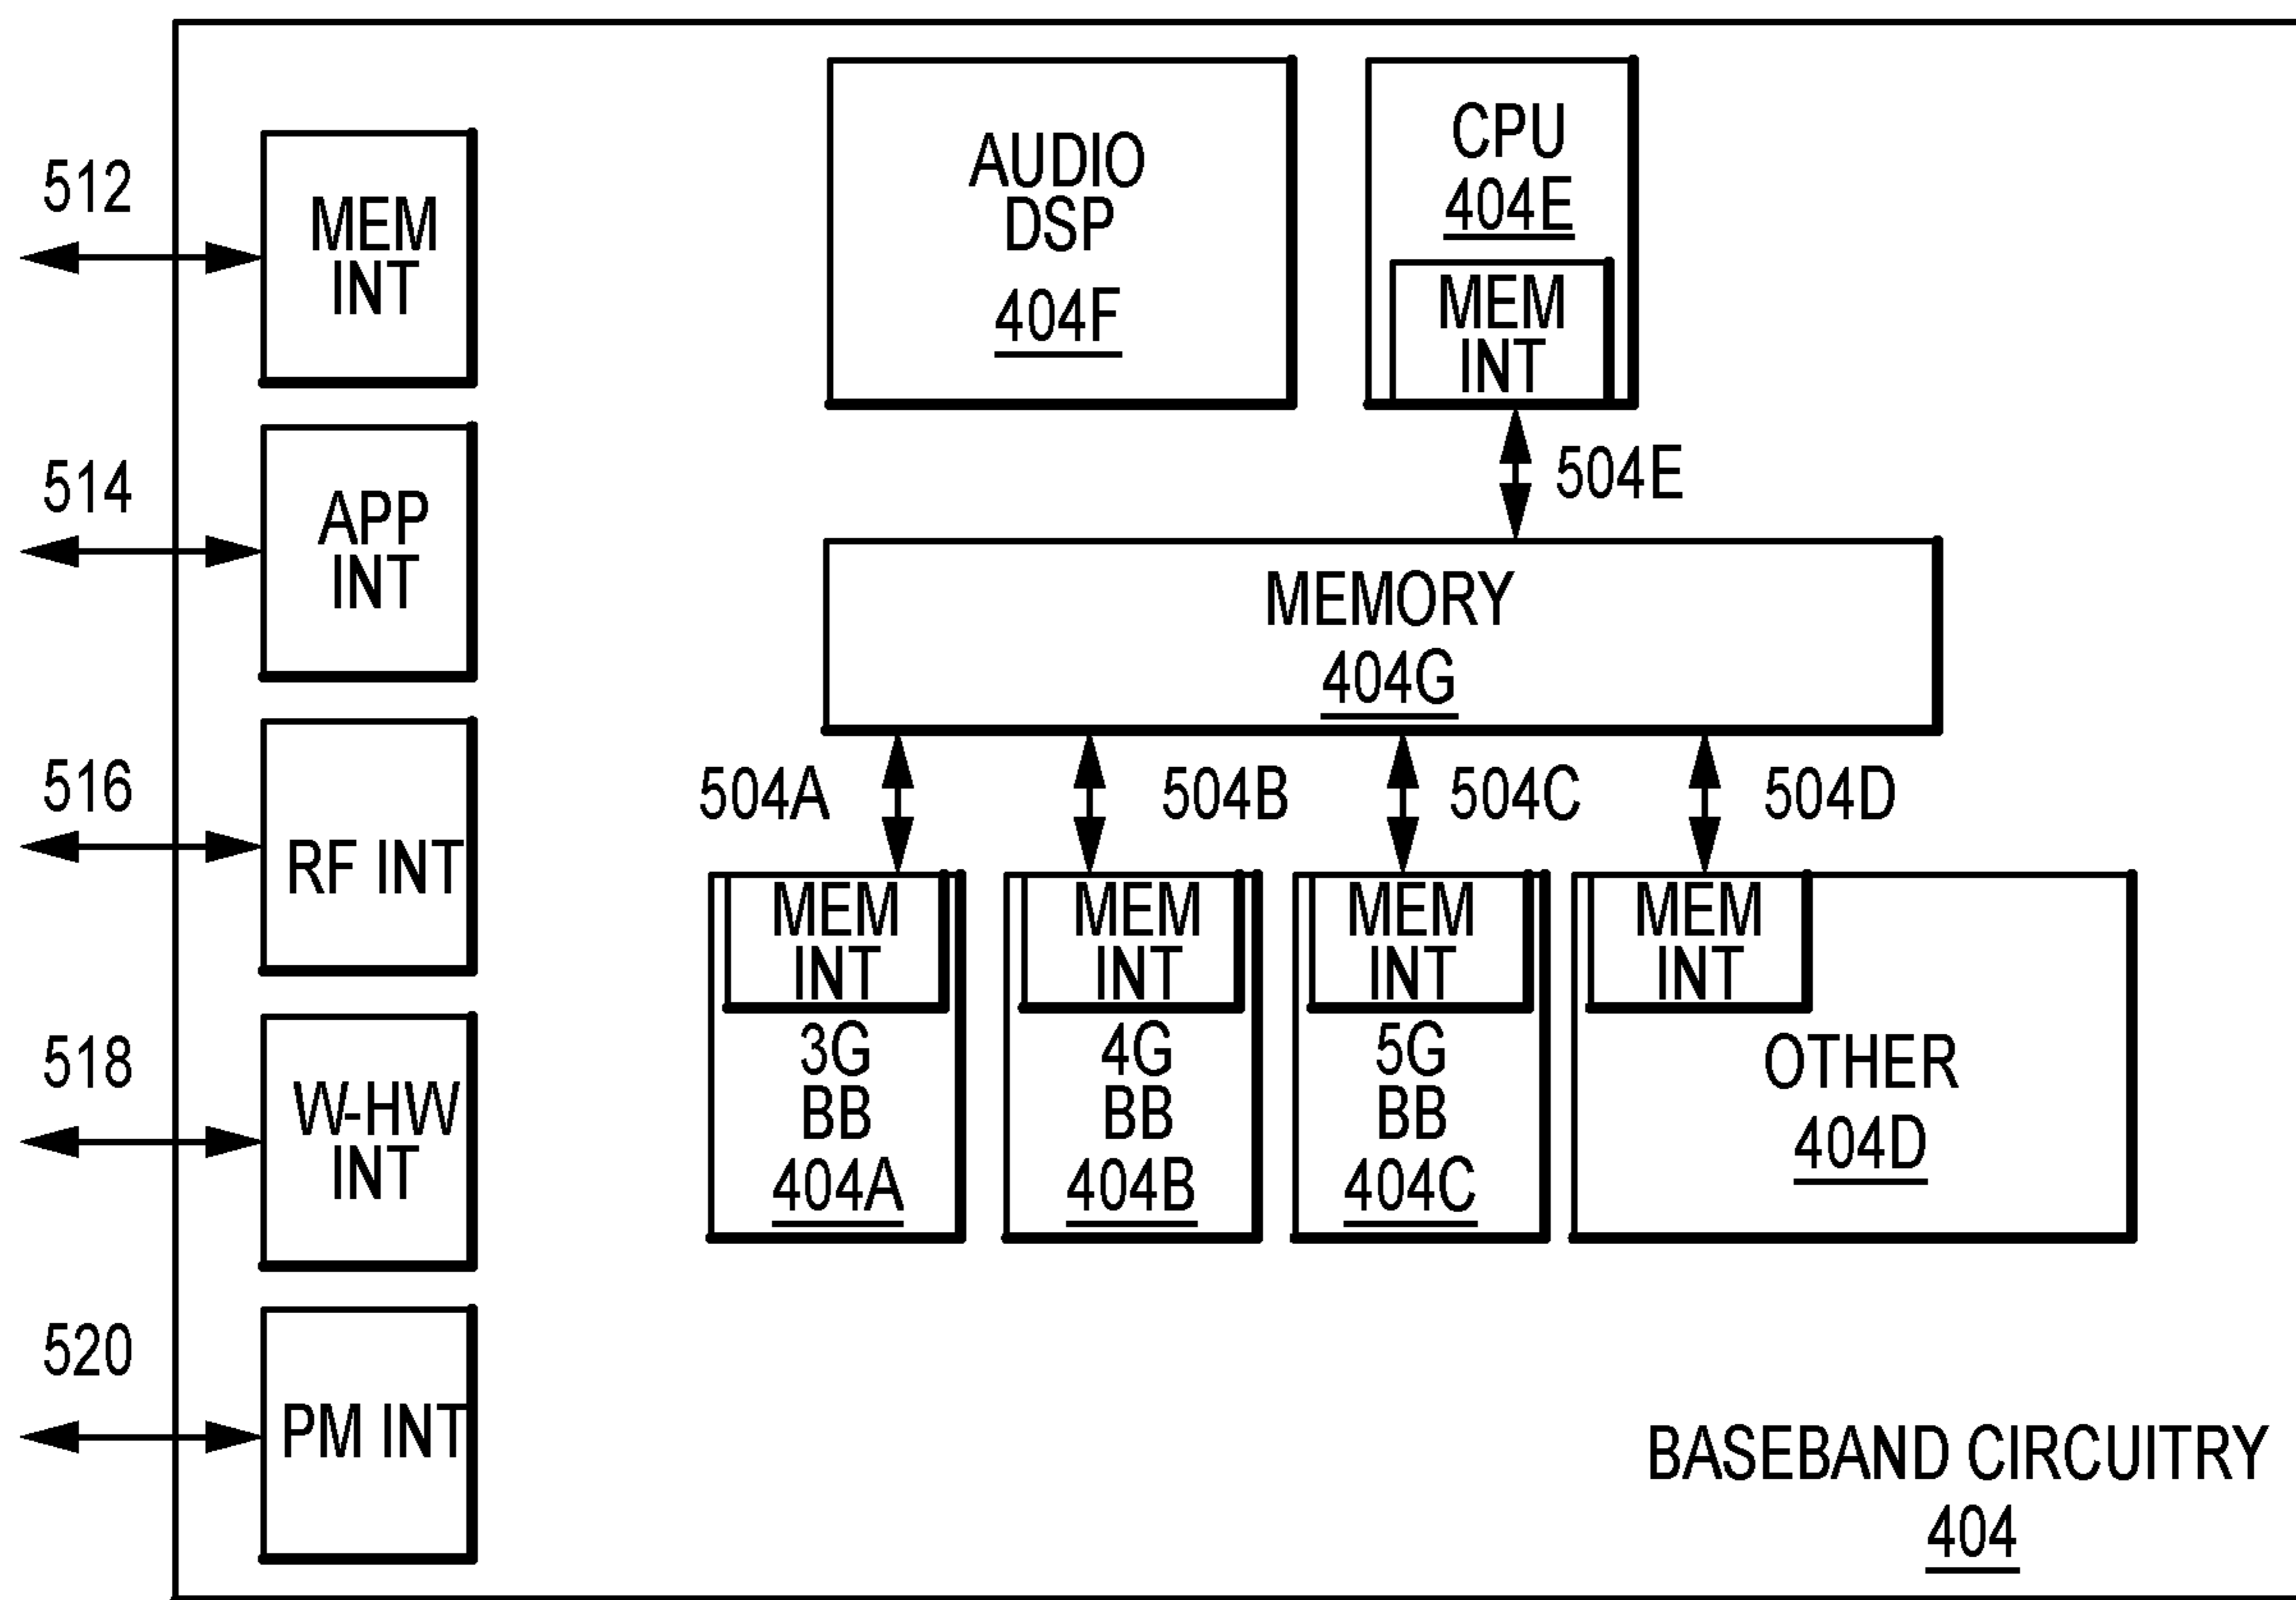 512
MEM
INT
514
APP
INT
516
RF INT
518
W-HW
INT
520
PM INT
AUDIO
DSP
404F
CPU
404E
MEM
INT
504E
MEMORY
404G
504A
504B
504C
504D
MEM
INT
3G
BB
404A
MEM
INT
4G
BB
404B
MEM
INT
5G
BB
404C
MEM
INT
OTHER
404D
BASEBAND CIRCUITRY
404